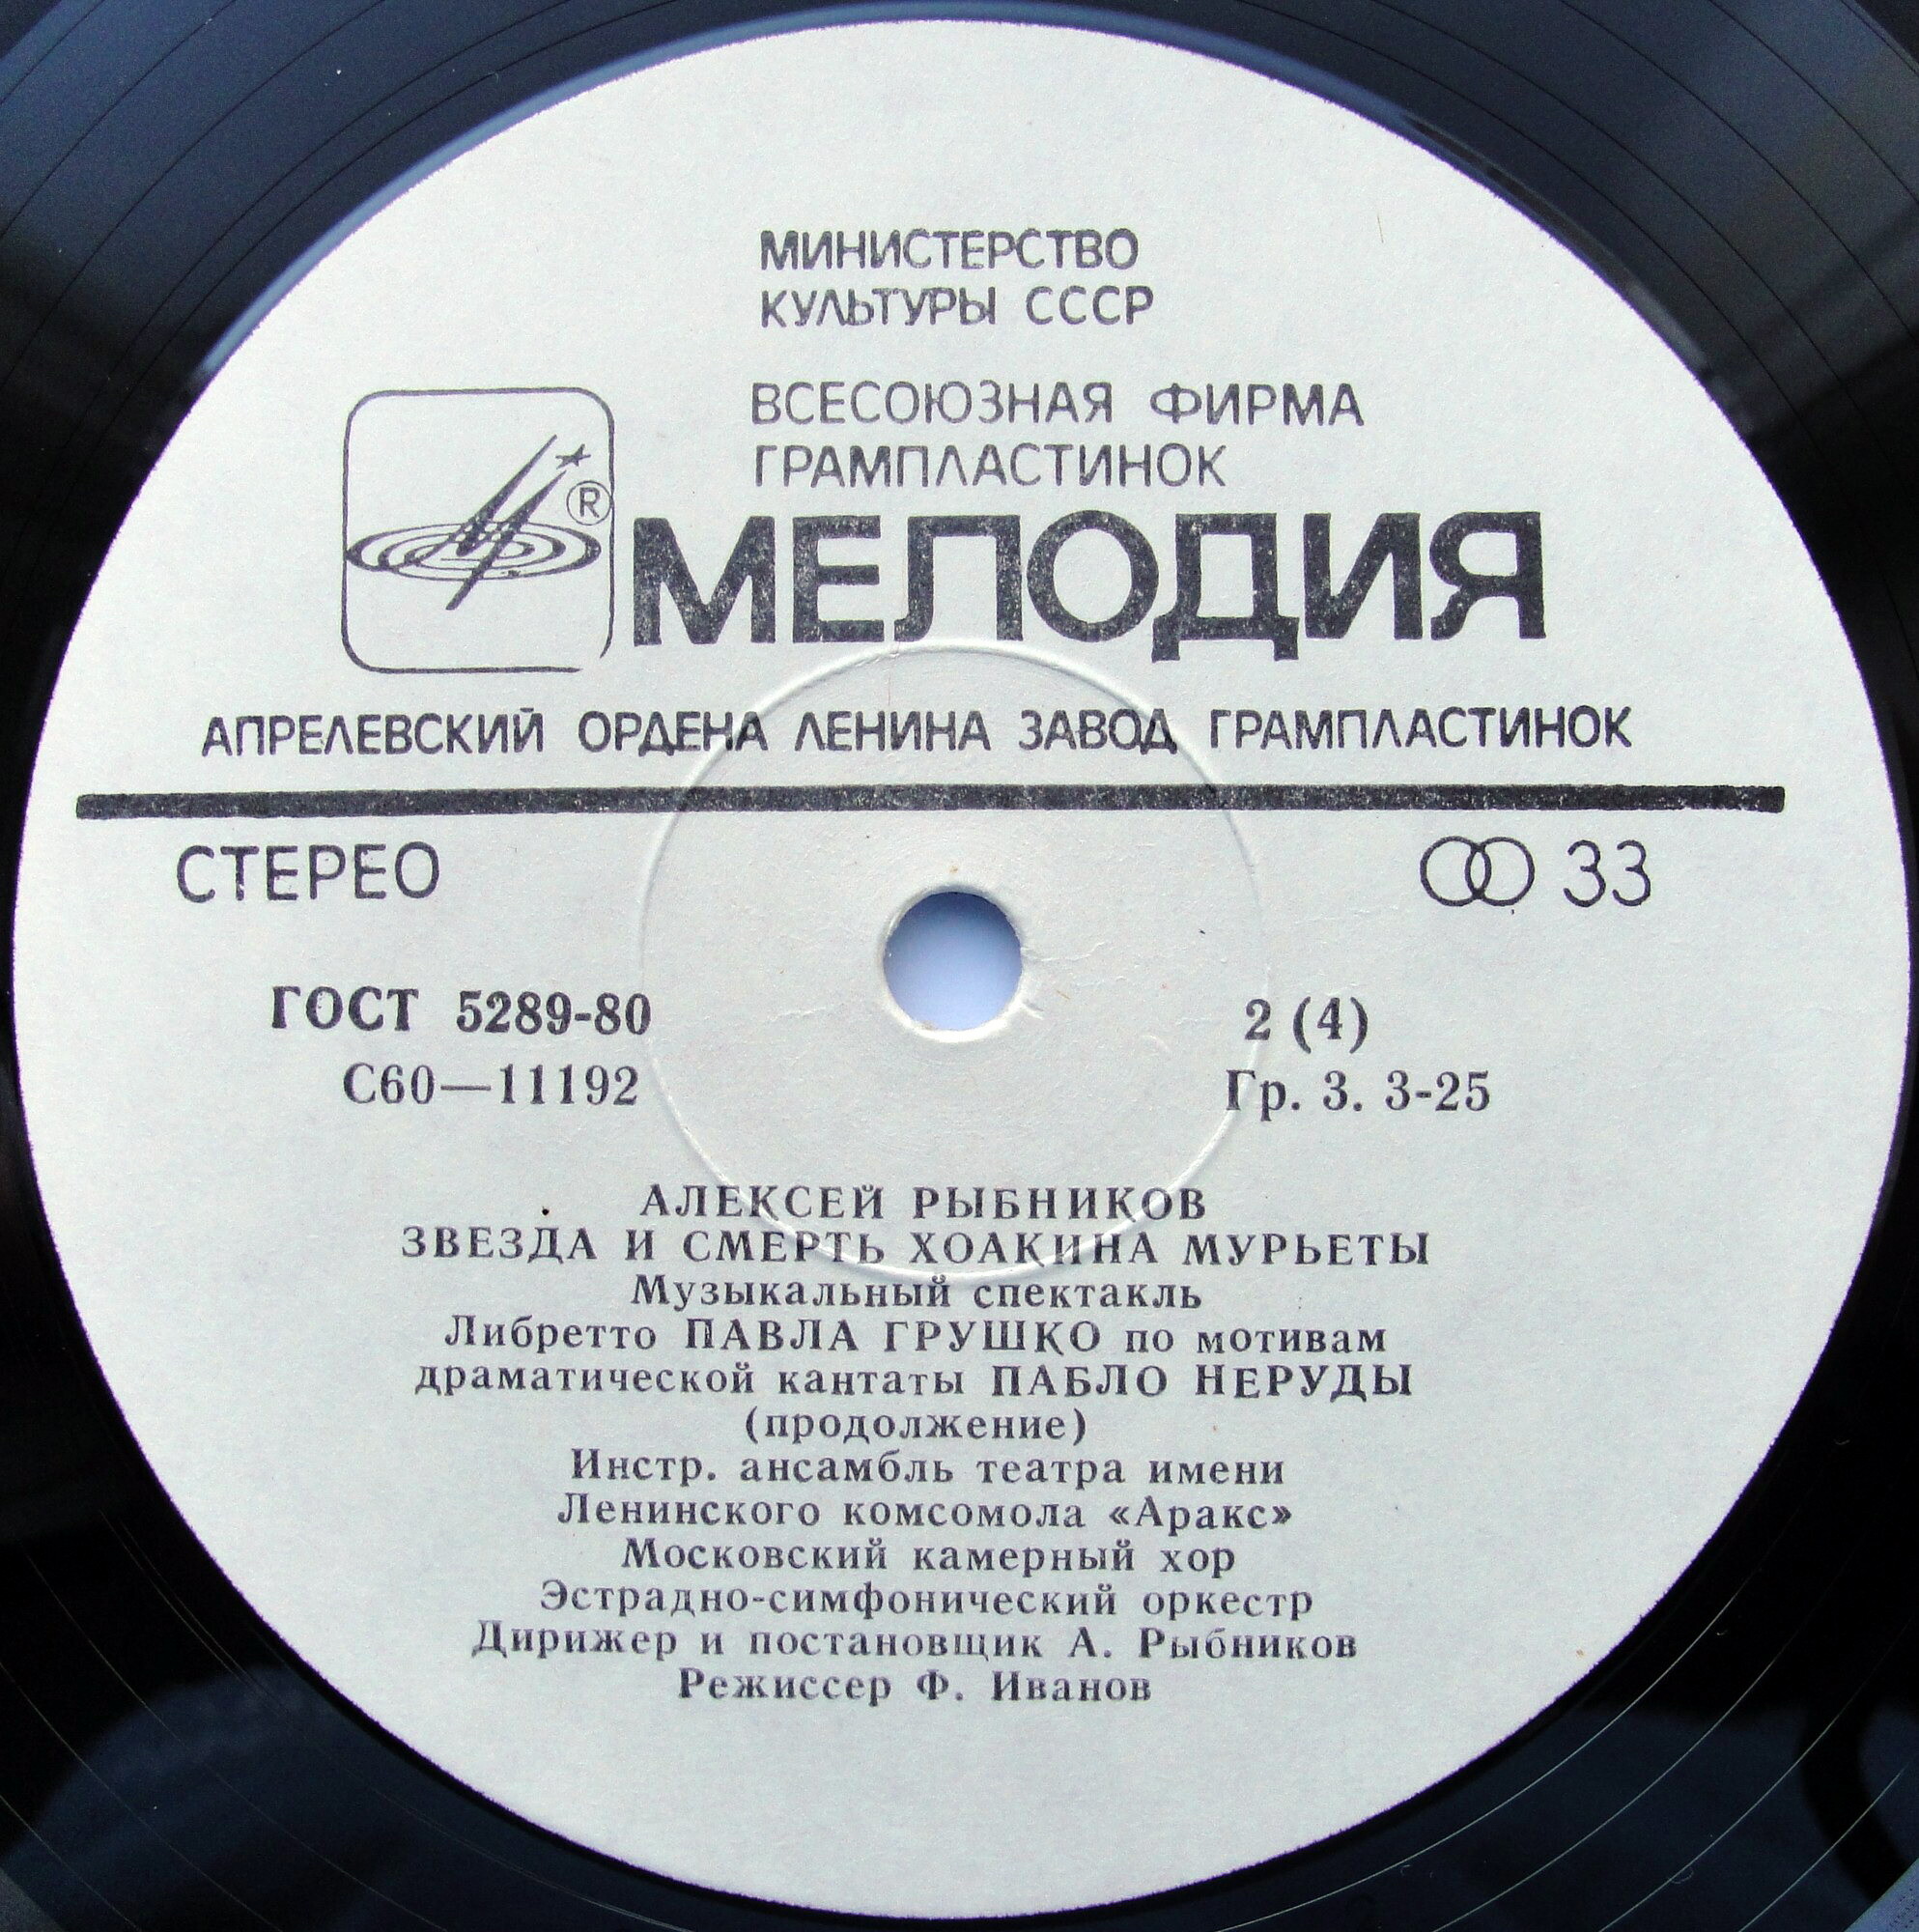 МИНИСТЕРСТВО
КУЛЬТУРЫ СССР
ВСЕСОЮЗНАЯ ФИРМА
ГРАМПЛАСТИНОК
®
МЕЛОДИЯ
АПРЕЛЕВСКИЙ ОРДЕНА ЛЕНИНА ЗАВОД ГРАМПЛАСТИНОК
СТЕРЕО
33
ГОСТ 5289-80
2 (4)
С60—11192
Гр. 3. 3-25
АЛЕКСЕЙ РЫБНИКОВ
ЗВЕЗДА И СМЕРТЬ ХОАКИНА МУРЬЕТЫ
Музыкальный спектакль
Либретто ПАВЛА ГРУШКО по мотивам
драматической кантаты ПАБЛО НЕРУДЫ
(продолжение)
Инстр. ансамбль театра имени
Ленинского комсомола «Аракс»
Московский камерный хор
Эстрадно-симфонический оркестр
Дирижер и постановщик А. Рыбников
Режиссер Ф. Иванов